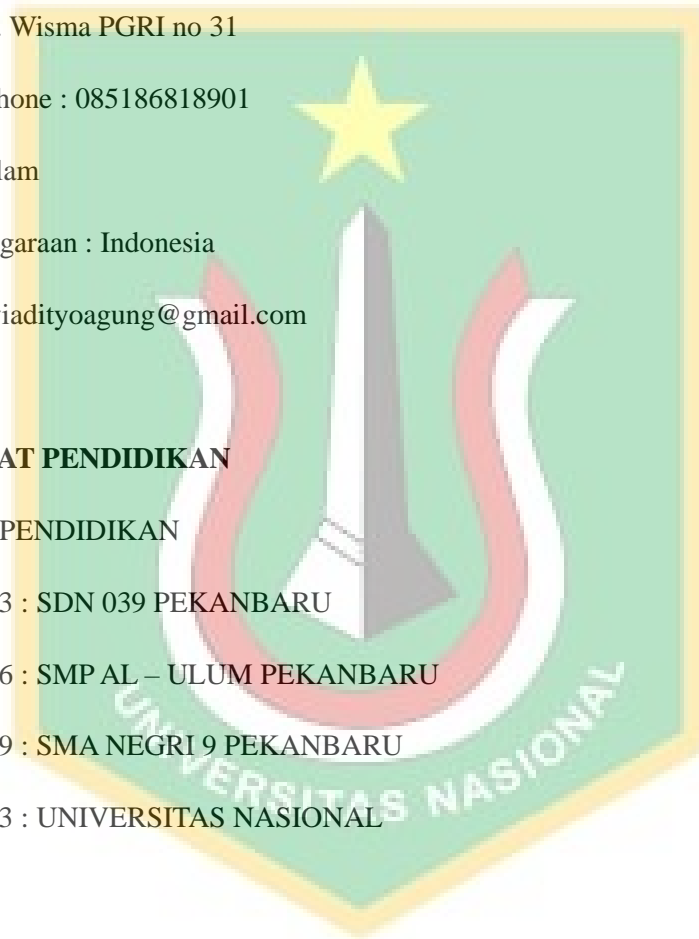 Wisma PGRI no 31
hone : 085186818901
lam
garaan : Indonesia
iadityoagung@gmail.com
AT PENDIDIKAN
PENDIDIKAN
3 : SDN 039 PEKANBARU
6 : SMP AL – ULUM PEKANBARU
9 : SMA NEGRI 9 PEKANBARU
3 : UNIVERSITAS NASIONAL
UNIVERSITAS NASIONAL